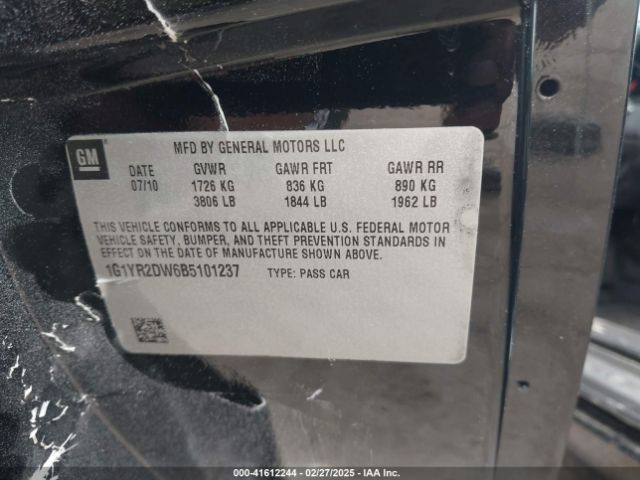 GM
MFD BY GENERAL MOTORS LLC
DATE GVWR GAWR FRT GAWR RR
07/10 1726 KG 836 KG 890 KG
3806 LB 1844 LB 1962 LB
THIS VEHICLE CONFORMS TO ALL APPLICABLE U.S. FEDERAL MOTOR
VEHICLE SAFETY, BUMPER, AND THEFT PREVENTION STANDARDS IN
EFFECT ON THE DATE OF MANUFACTURE SHOWN ABOVE.
1G1YR2DW6B5101237 TYPE: PASS CAR
000-41612244 - 02/27/2025 - IAA Inc.